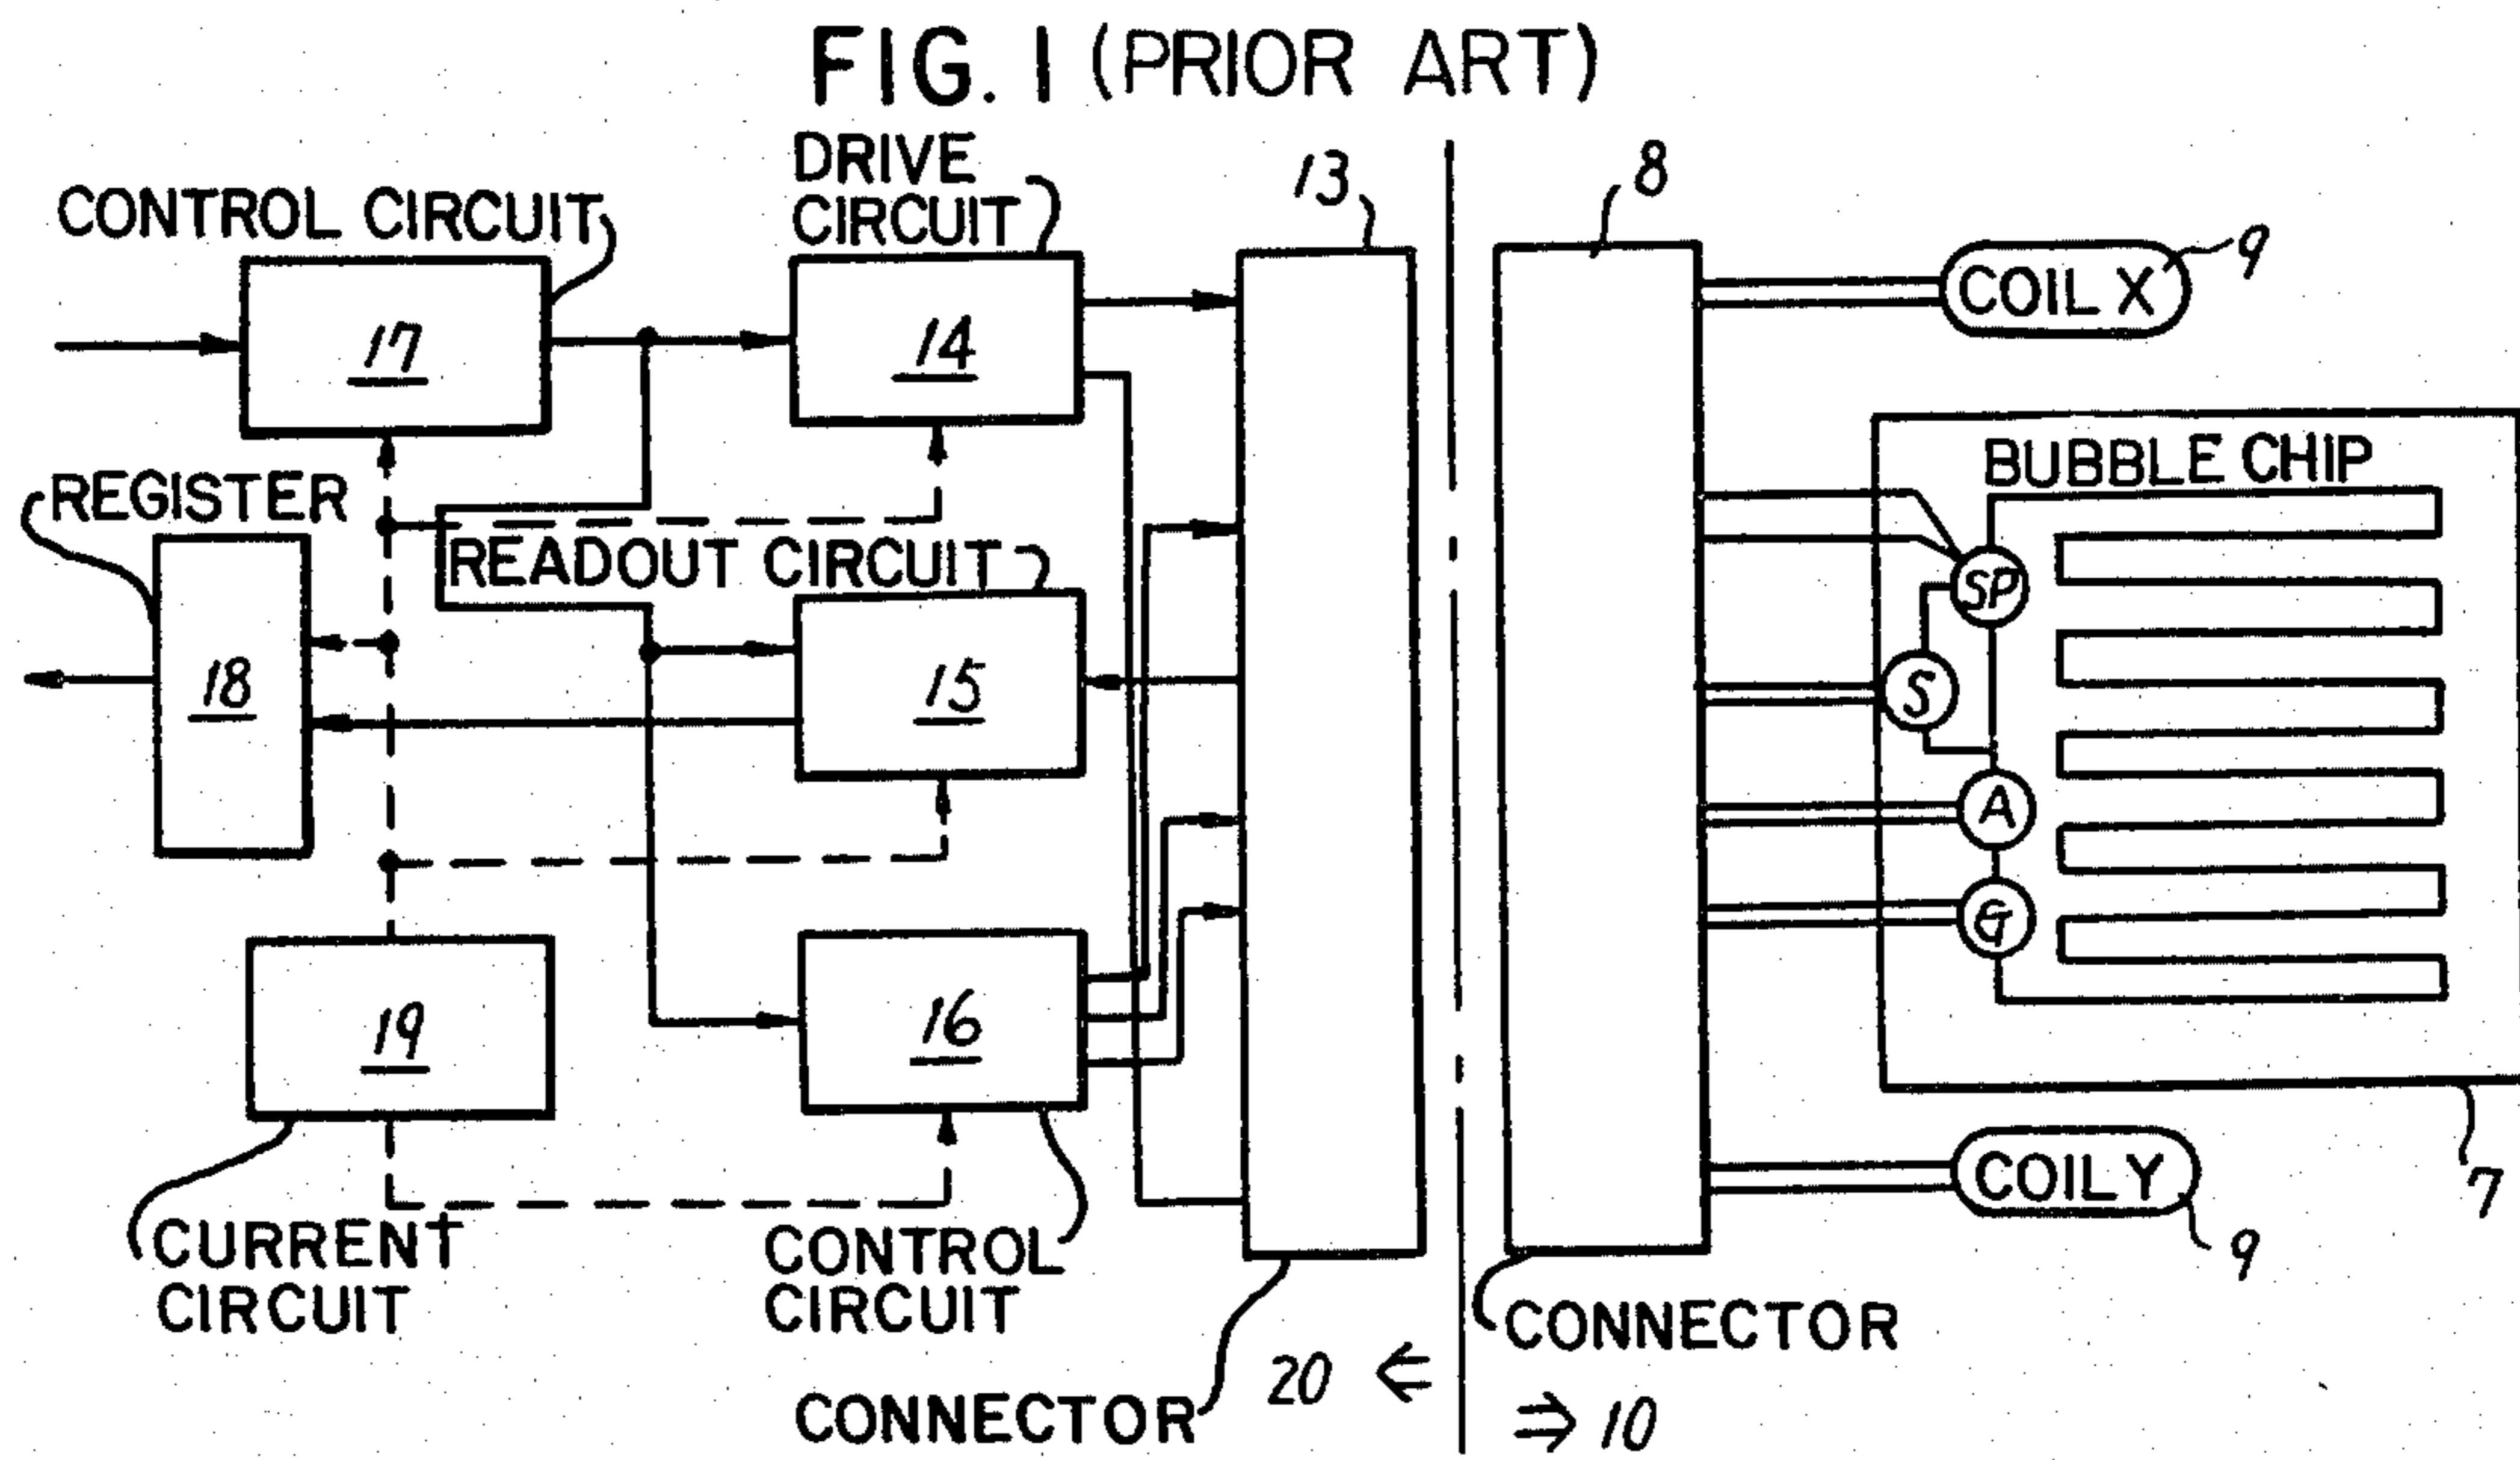 FIG. 1 (PRIOR ART)
CONTROL CIRCUIT
DRIVE
CIRCUIT
13
8
COIL X
9
17
14
BUBBLE CHIP
REGISTER
READOUT CIRCUIT
SP
18
15
S
A
G
19
16
COIL Y
7
9
CURRENT
CIRCUIT
CONTROL
CIRCUIT
CONNECTOR
20 ⇐
⇒ 10
CONNECTOR